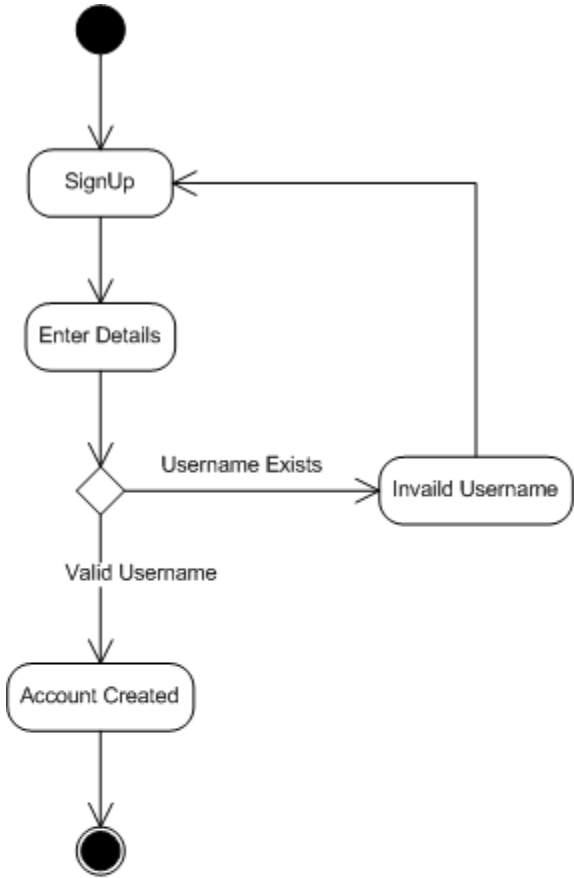 SignUp
Enter Details
Username Exists
Invaild Username
Valid Username
Account Created